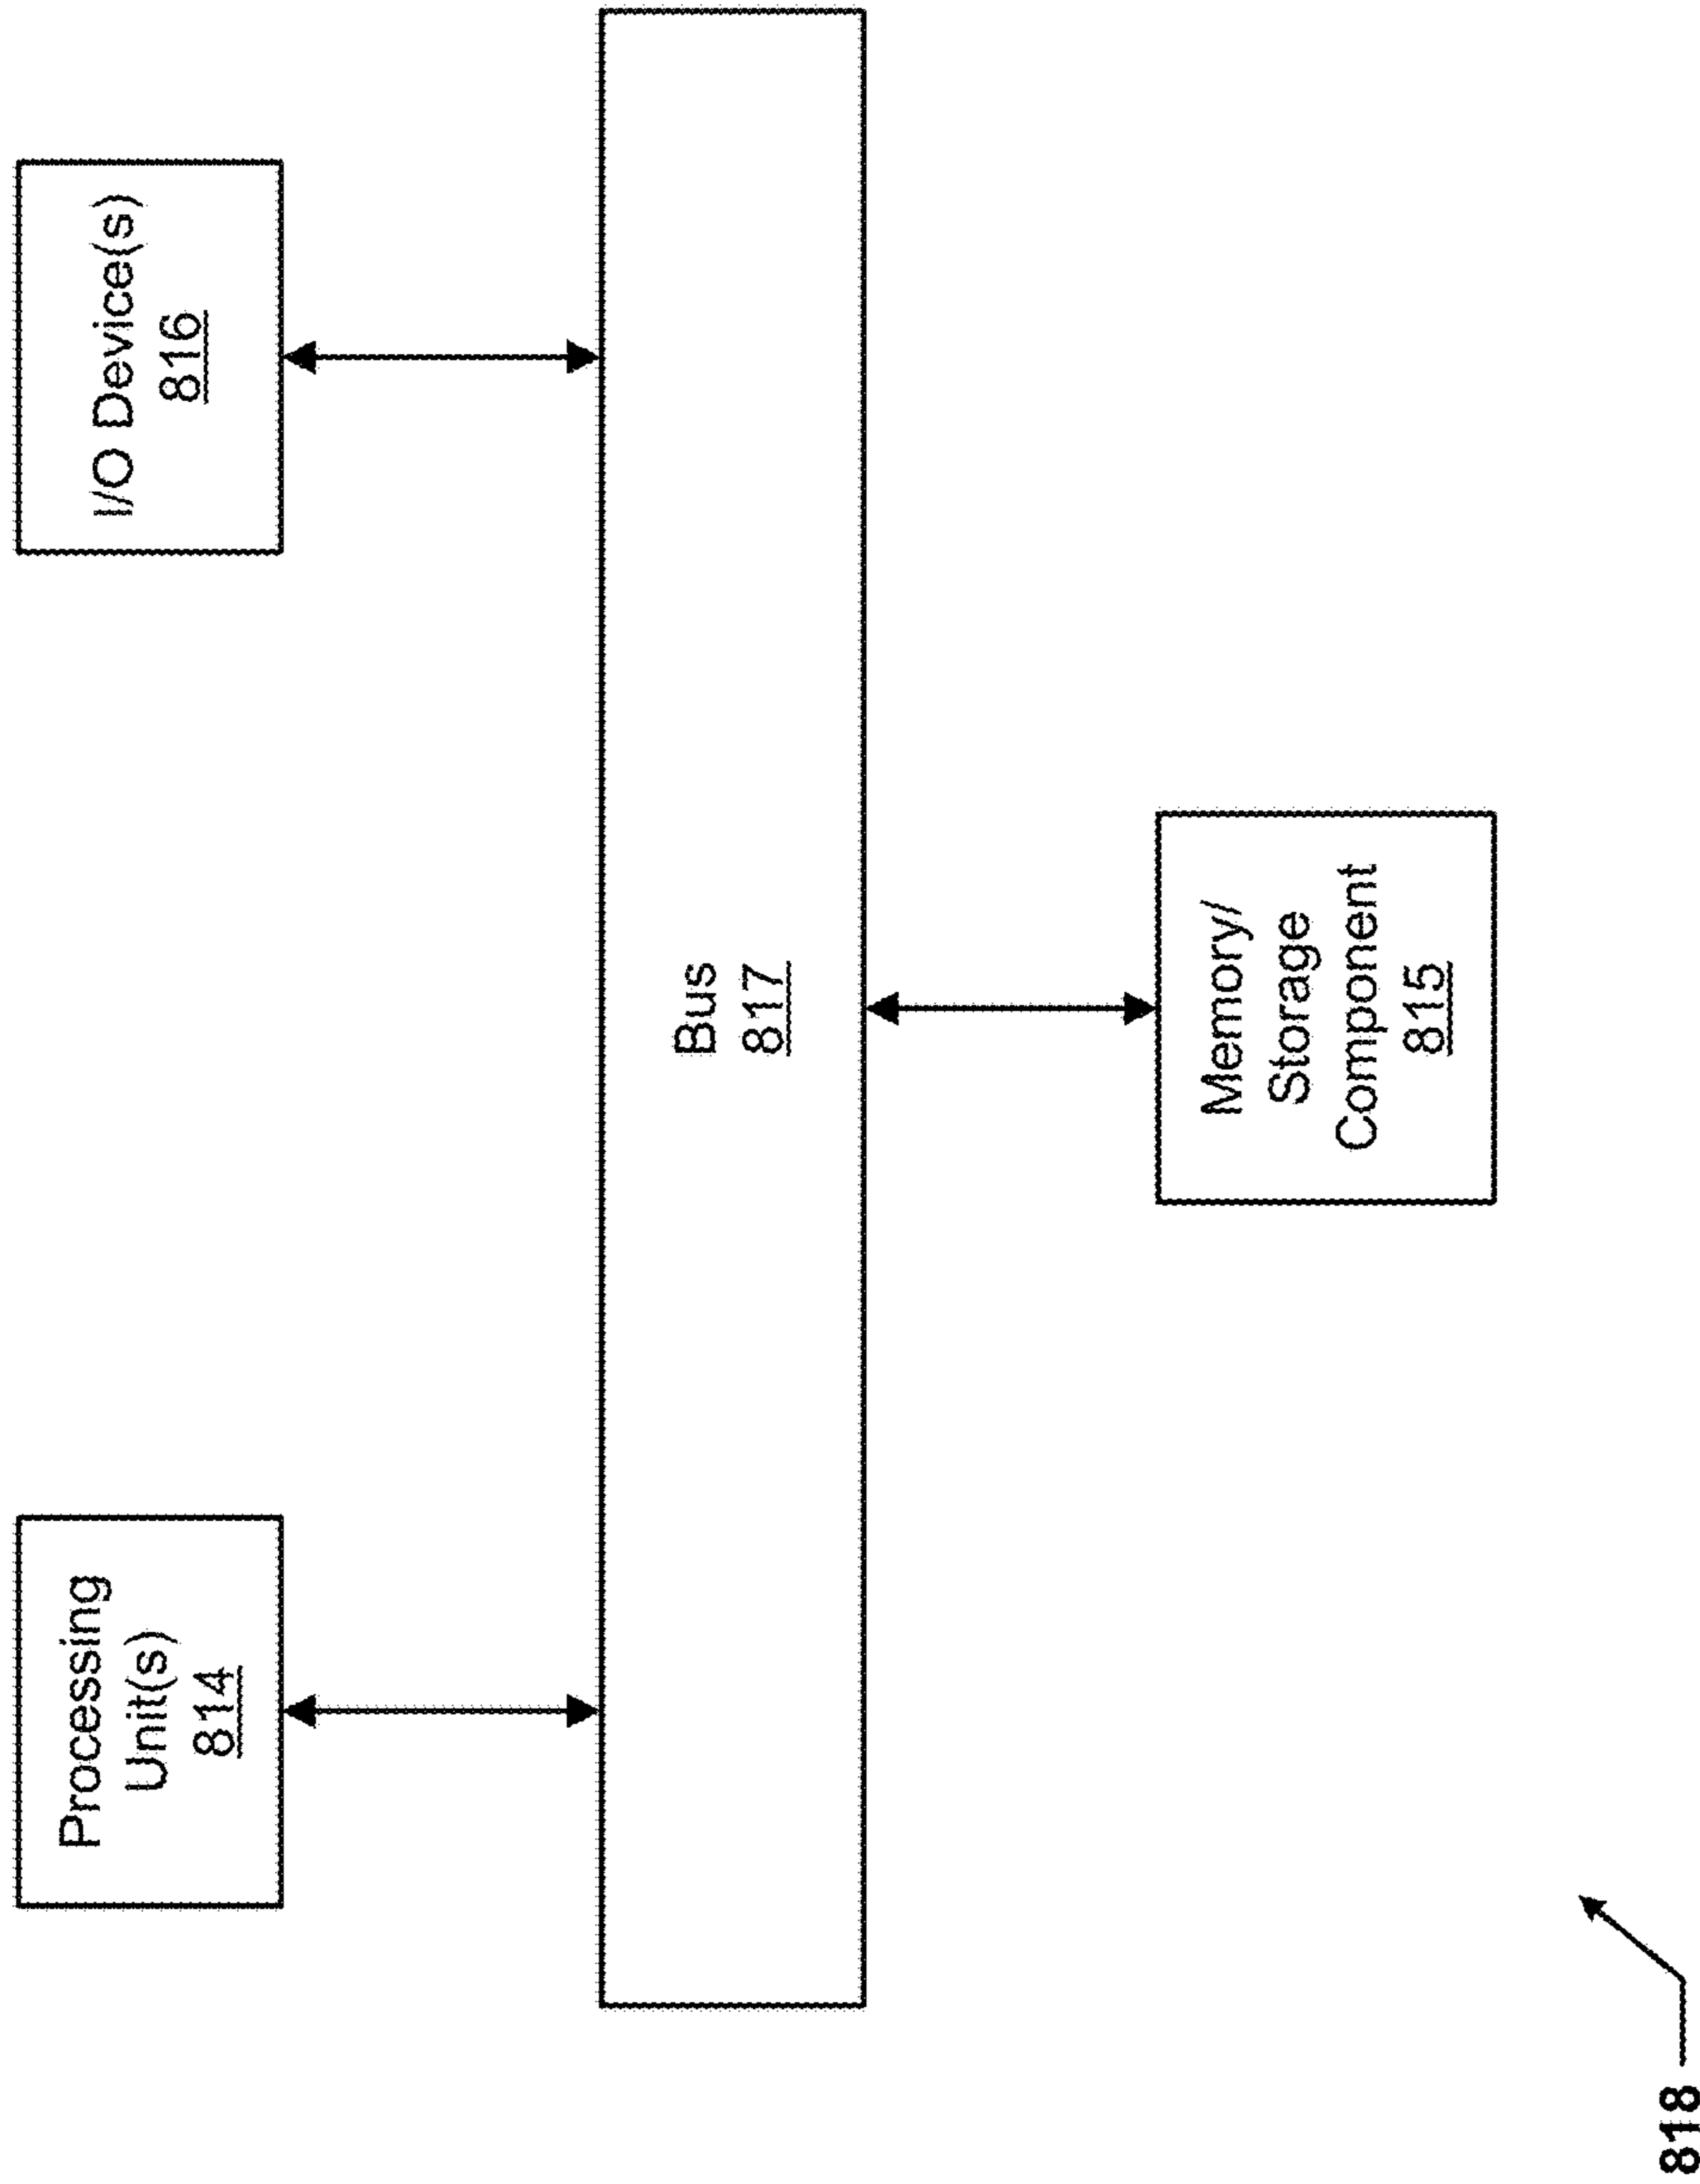 Processing
Unit(s)
814
I/O Device(s)
816
Bus
817
Memory/
Storage
Component
815
818